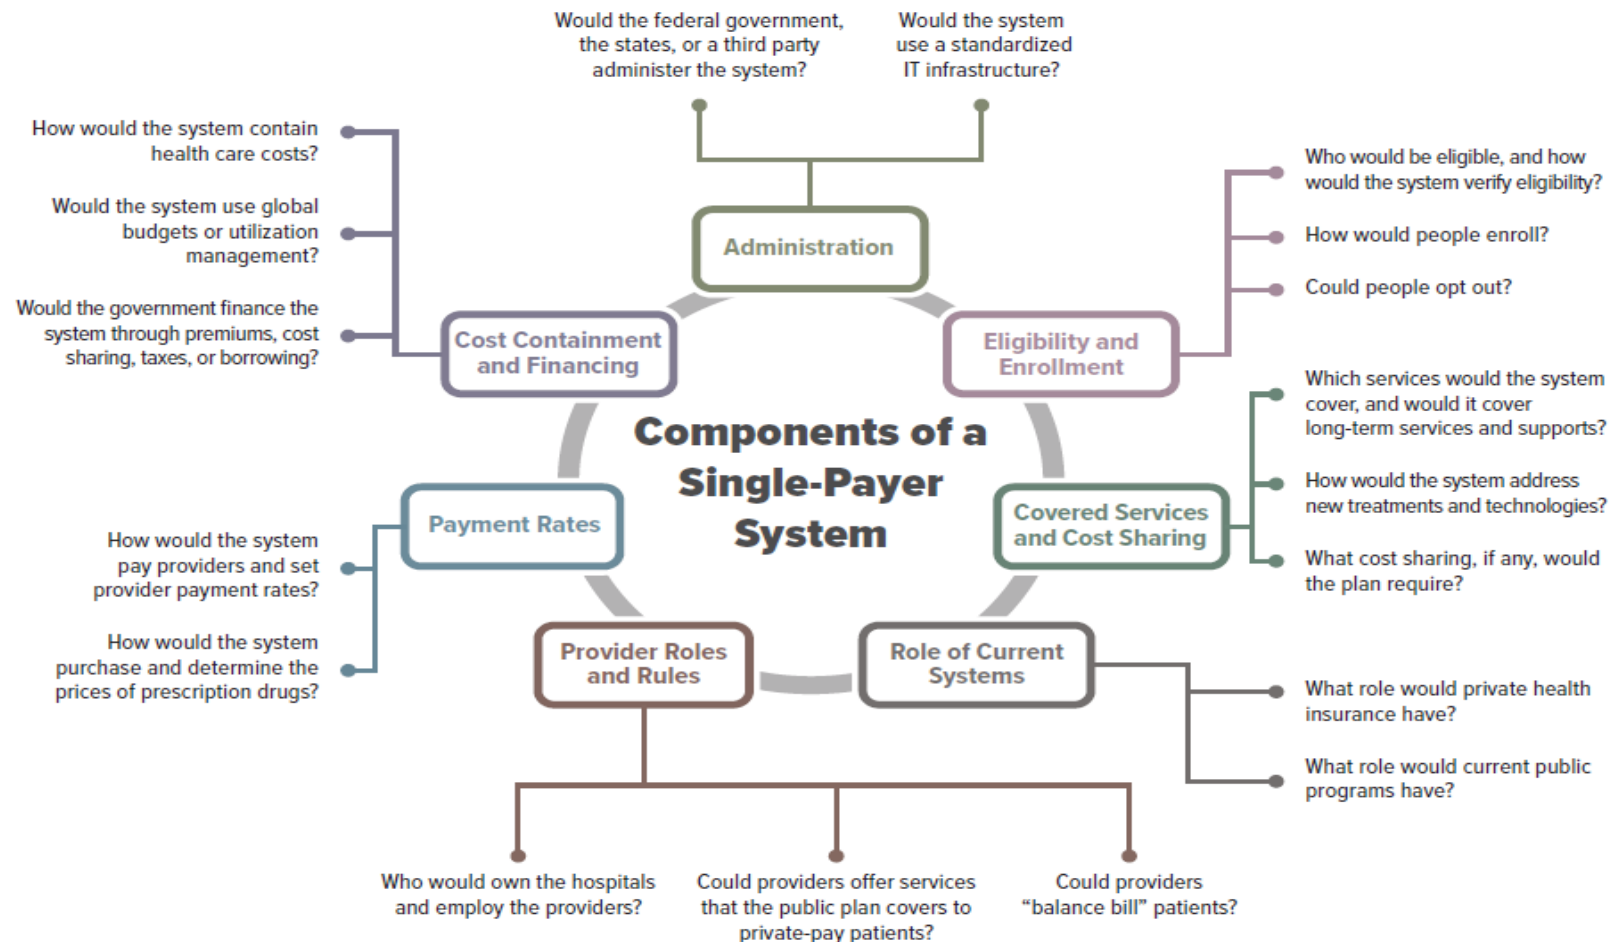 Would the federal government,
the states, or a third party
administer the system?
Would the system
use a standardized
IT infrastructure?
How would the system contain
health care costs?
Would the system use global
budgets or utilization
management?
Would the government finance the
system through premiums, cost
sharing, taxes, or borrowing?
Administration
Cost Containment
and Financing
Eligibility and
Enrollment
Who would be eligible, and how
would the system verify eligibility?
How would people enroll?
Could people opt out?
Components of a
Single-Payer
System
Covered Services
and Cost Sharing
Which services would the system
cover, and would it cover
long-term services and supports?
How would the system address
new treatments and technologies?
What cost sharing, if any, would
the plan require?
Payment Rates
How would the system
pay providers and set
provider payment rates?
How would the system
purchase and determine the
prices of prescription drugs?
Provider Roles
and Rules
Role of Current
Systems
What role would private health
insurance have?
What role would current public
programs have?
Who would own the hospitals
and employ the providers?
Could providers offer services
that the public plan covers to
private-pay patients?
Could providers
“balance bill” patients?